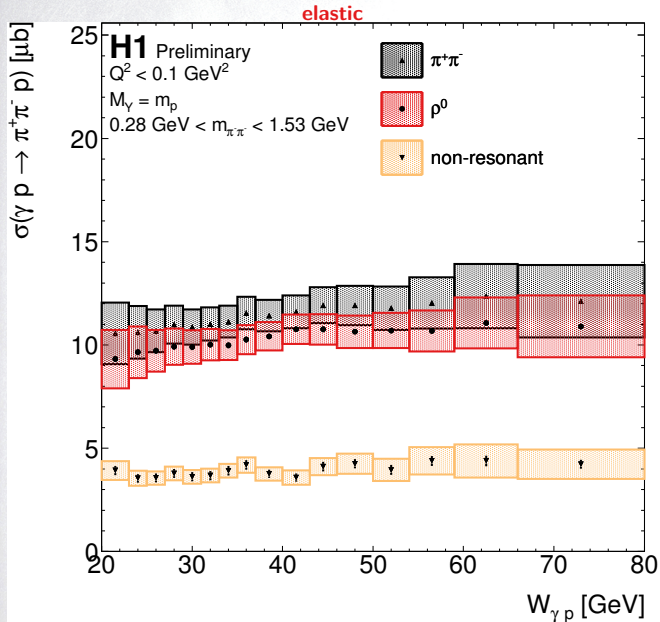 elastic
σ(γ p → π⁺π⁻ p) [μb]
25
20
15
10
5
0
H1 Preliminary
Q² < 0.1 GeV²
M_Y = m_p
0.28 GeV < m_π⁻π⁻ < 1.53 GeV
π⁺π⁻
ρ⁰
non-resonant
20 30 40 50 60 70 80
W_γ p [GeV]